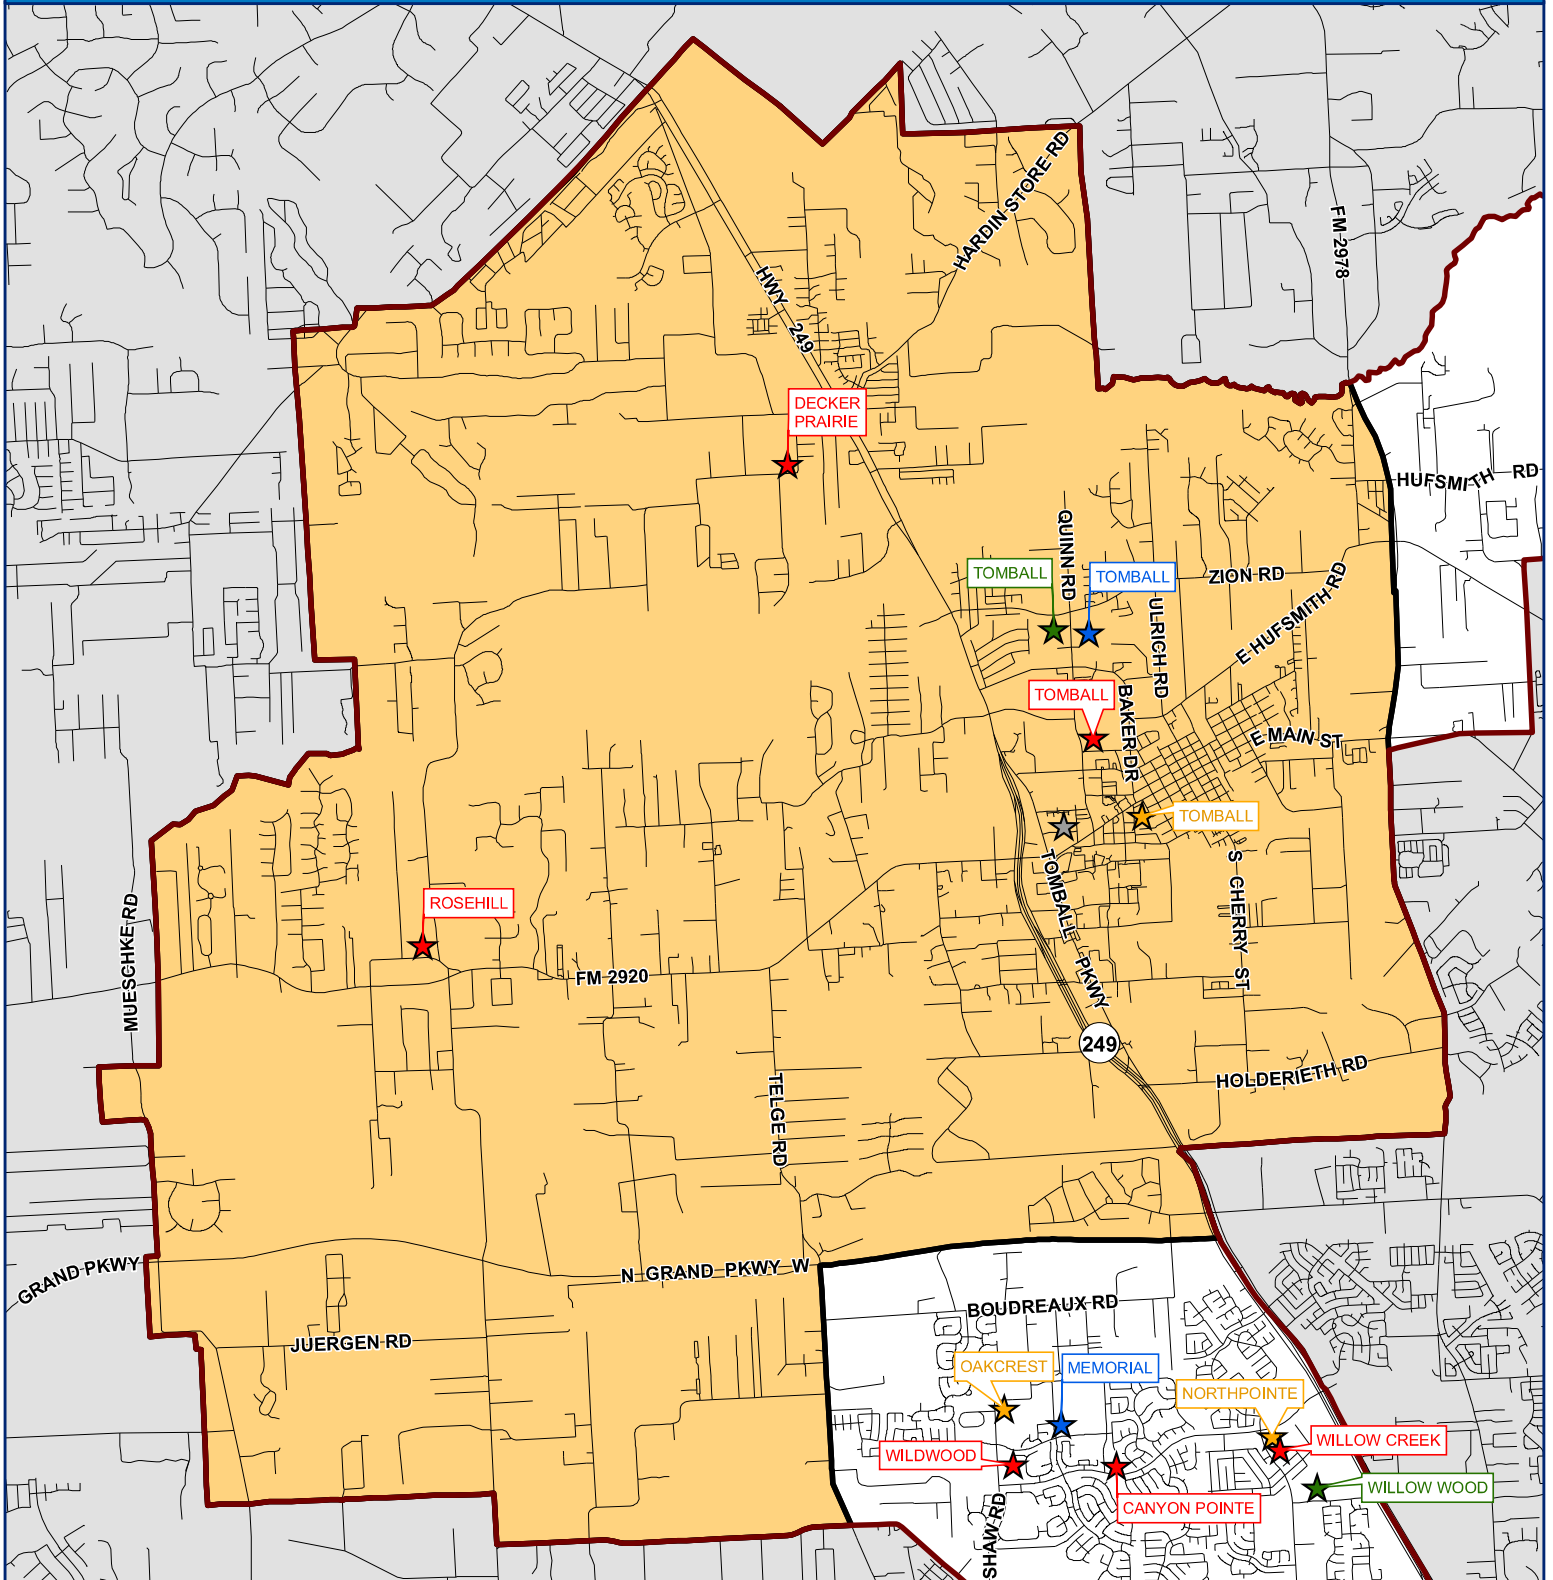 HARDIN STORE RD
FM 2978
HWY 249
DECKER
PRAIRIE
HUFSMITH RD
QUINN RD
TOMBALL
TOMBALL
ZION RD
ULRICH RD
E HUFSMITH RD
TOMBALL
BAKER DR
E MAIN ST
TOMBALL
TOMBALL PKWY
S CHERRY ST
ROSEHILL
MUESCHKE RD
FM 2920
249
HOLDERIETH RD
TELGE RD
GRAND PKWY
N GRAND PKWY W
BOUDREAUX RD
JUERGEN RD
OAKCREST
MEMORIAL
NORTHPOINTE
WILDWOOD
WILLOW CREEK
WILLOW WOOD
CANYON POINTE
SHAW RD